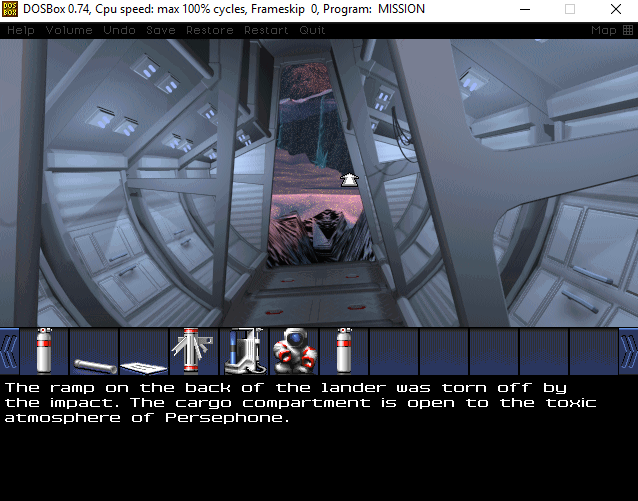 DOS
BOX
DOSBox 0.74, Cpu speed: max 100% cycles, Frameskip 0, Program: MISSION
Help Volume Undo Save Restore Restart Quit Map
The ramp on the back of the lander was torn off by
the impact. The cargo compartment is open to the toxic
atmosphere of Persephone.